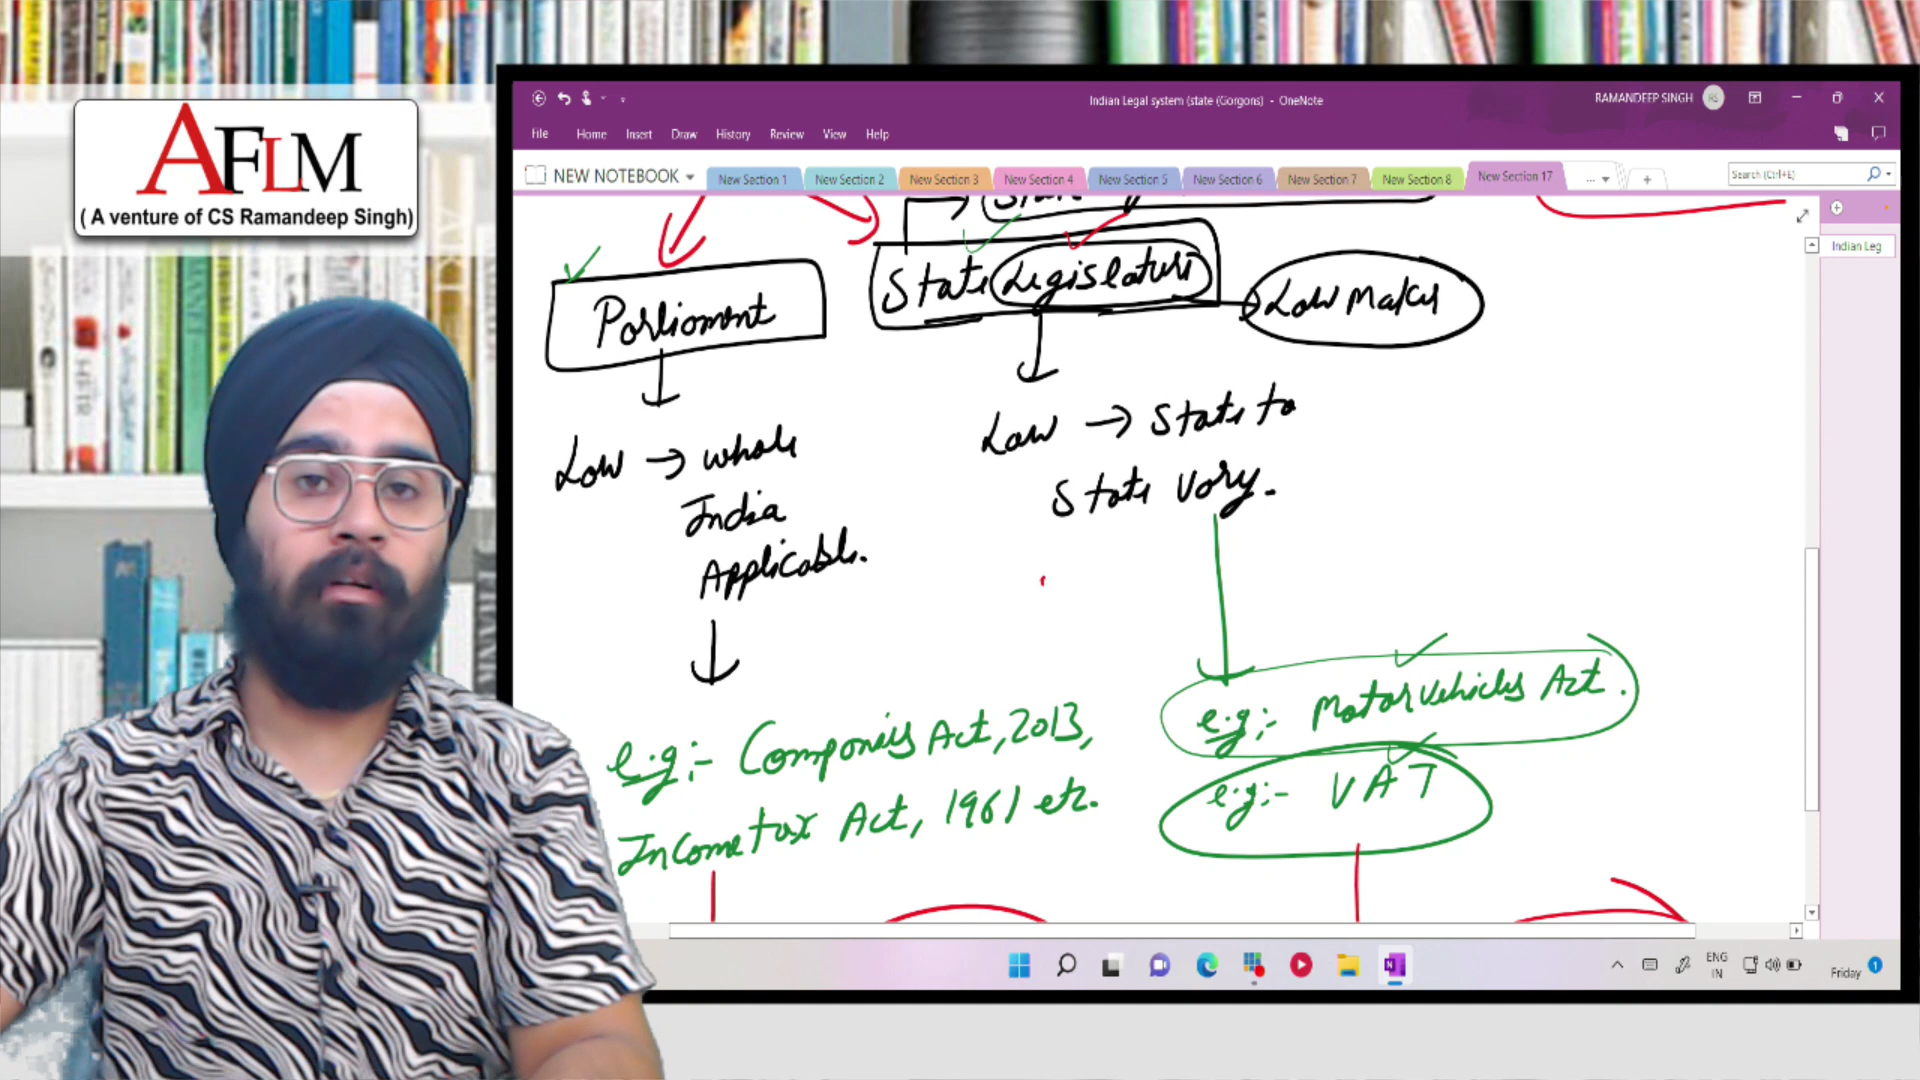 AFLM
( A venture of CS Ramandeep Singh)
Indian Legal system (state (Gorgons) - OneNote
RAMANDEEP SINGH
RS
File Home Insert Draw History Review View Help
NEW NOTEBOOK
New Section 1
New Section 2
New Section 3
New Section 4
New Section 5
New Section 6
New Section 7
New Section 8
New Section 17
...
Search (Ctrl+E)
Indian Leg
Parliament
State Legislature
Law Maker
Law → whole
India
Applicable.
Law → State to
State Vary.
e.g:- Companies Act, 2013,
Income tax Act, 1961 etc.
e.g:- Motor Vehicles Act.
e.g:- VAT
ENG
IN
Friday
1